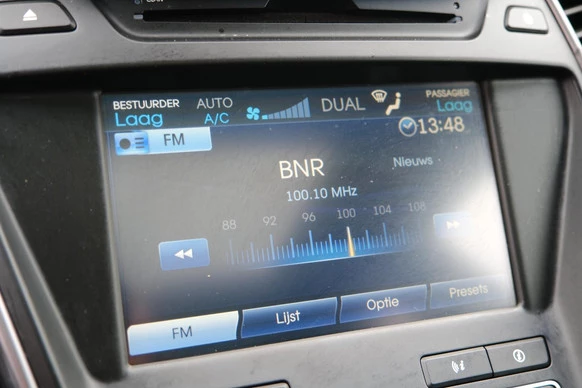 BESTUURDER AUTO DUAL PASSAGIER
Laag A/C Laag
13:48
FM
BNR Nieuws
100.10 MHz
88 92 96 100 104 108
FM Lijst Optie Presets